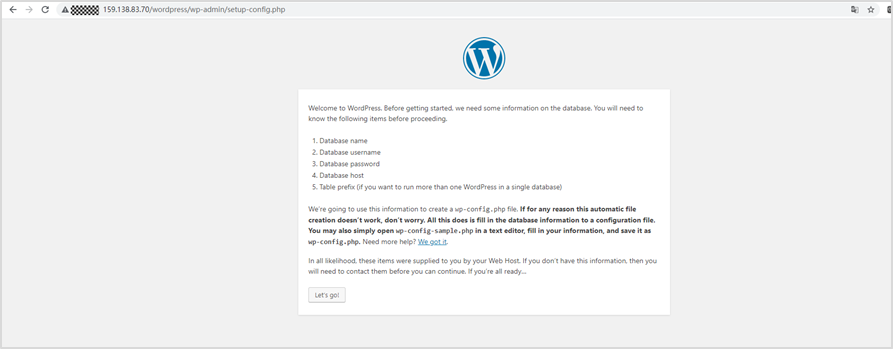 159.138.83.70/wordpress/wp-admin/setup-config.php
Welcome to WordPress. Before getting started, we need some information on the database. You will need to
know the following items before proceeding.
1. Database name
2. Database username
3. Database password
4. Database host
5. Table prefix (if you want to run more than one WordPress in a single database)
We're going to use this information to create a wp-config.php file. If for any reason this automatic file
creation doesn't work, don't worry. All this does is fill in the database information to a configuration file.
You may also simply open wp-config-sample.php in a text editor, fill in your information, and save it as
wp-config.php. Need more help? We got it.
In all likelihood, these items were supplied to you by your Web Host. If you don't have this information, then you
will need to contact them before you can continue. If you're all ready...
Let's go!